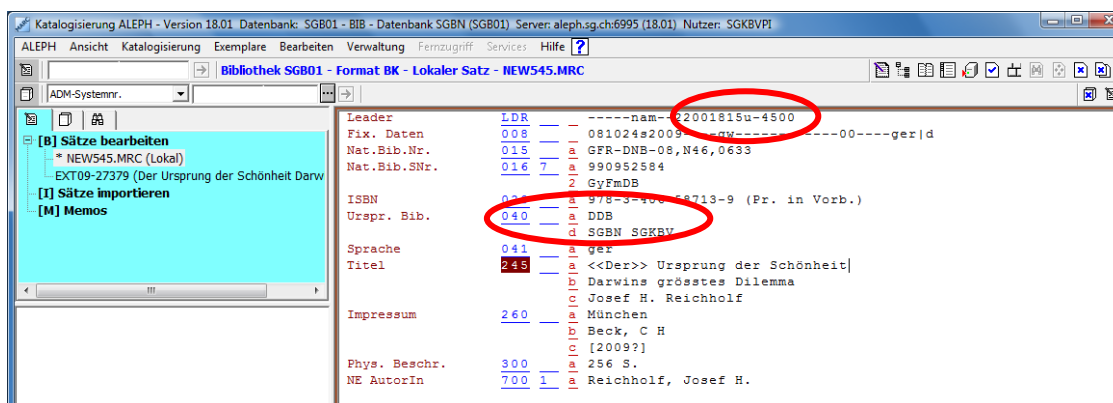 Katalogisierung ALEPH - Version 18.01 Datenbank: SGB01 - BIB - Datenbank SGBN (SGB01) Server: aleph.sg.ch:6995 (18.01) Nutzer: SGKBVPI
ALEPH Ansicht Katalogisierung Exemplare Bearbeiten Verwaltung Fernzugriff Services Hilfe ?
Bibliothek SGB01 - Format BK - Lokaler Satz - NEW545.MRC
ADM-Systemnr.
[B] Sätze bearbeiten
* NEW545.MRC (Lokal)
EXT09-27379 (Der Ursprung der Schönheit Darw
[I] Sätze importieren
[M] Memos
Leader LDR -----nam--22001815u-4500
Fix. Daten 008 081024s2009 ger|d
Nat.Bib.Nr. 015 a GFR-DNB-08,N46,0633
Nat.Bib.SNr. 016 7 a 990952584
2 GyFmDB
ISBN a 978-3-406-58713-9 (Pr. in Vorb.)
Urspr. Bib. 040 a DDB
d SGBN SGKBV
Sprache 041 a ger
Titel 245 a <<Der>> Ursprung der Schönheit
b Darwins grösstes Dilemma
c Josef H. Reichholf
Impressum 260 a München
b Beck, C H
c [2009?]
Phys. Beschr. 300 a 256 S.
NE AutorIn 700 1 a Reichholf, Josef H.